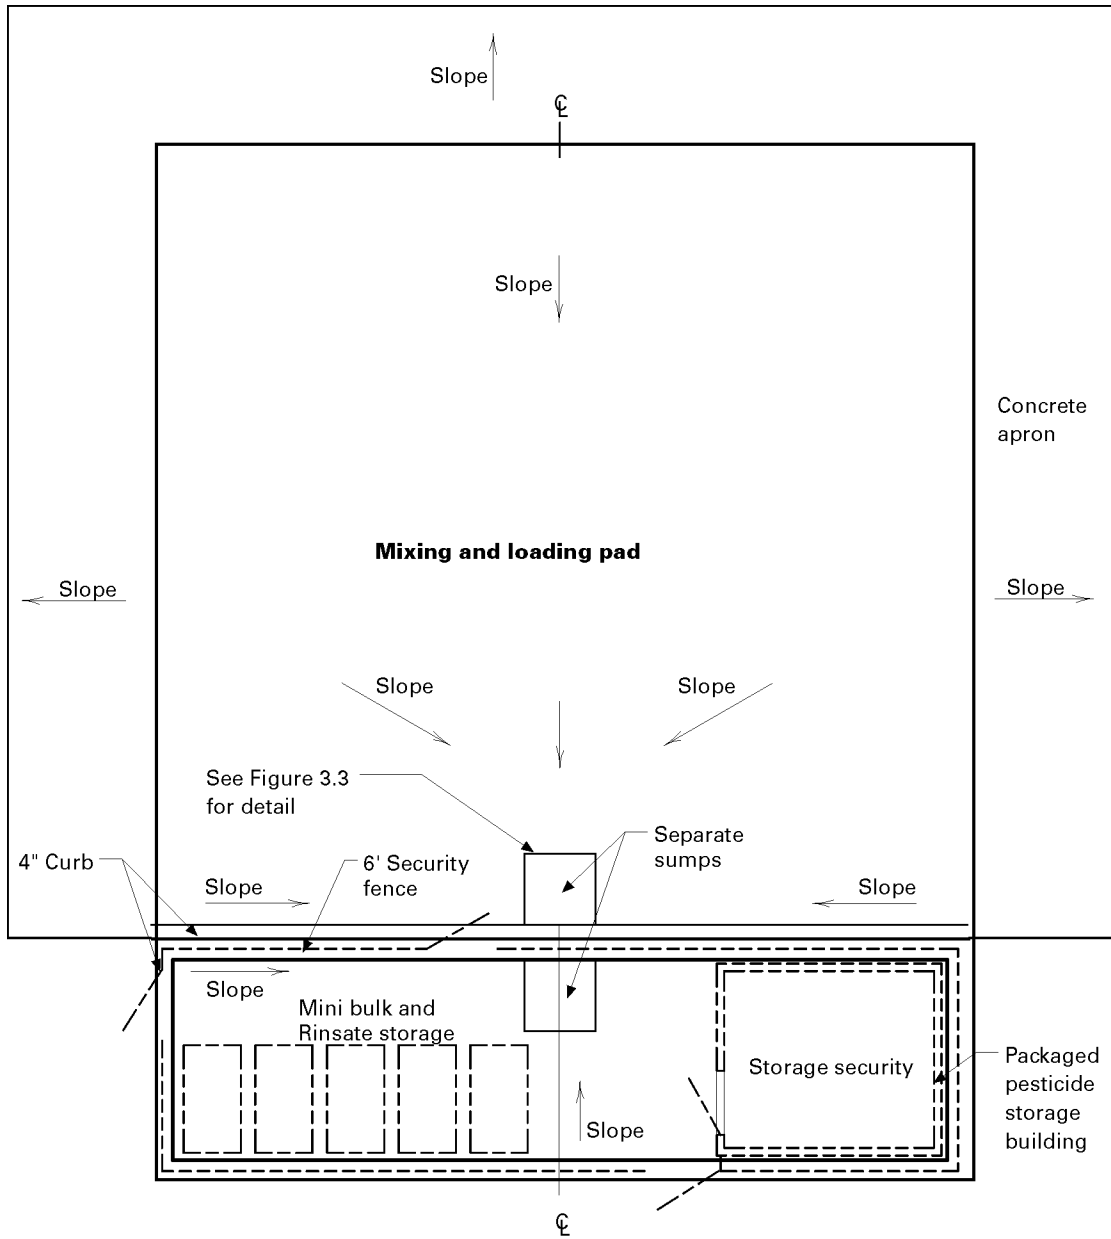 Slope
℄
Slope
Concrete
apron
Mixing and loading pad
Slope
Slope
Slope
Slope
See Figure 3.3
for detail
Separate
sumps
4" Curb
6' Security
fence
Slope
Slope
Slope
Mini bulk and
Rinsate storage
Storage security
Packaged
pesticide
storage
building
Slope
℄